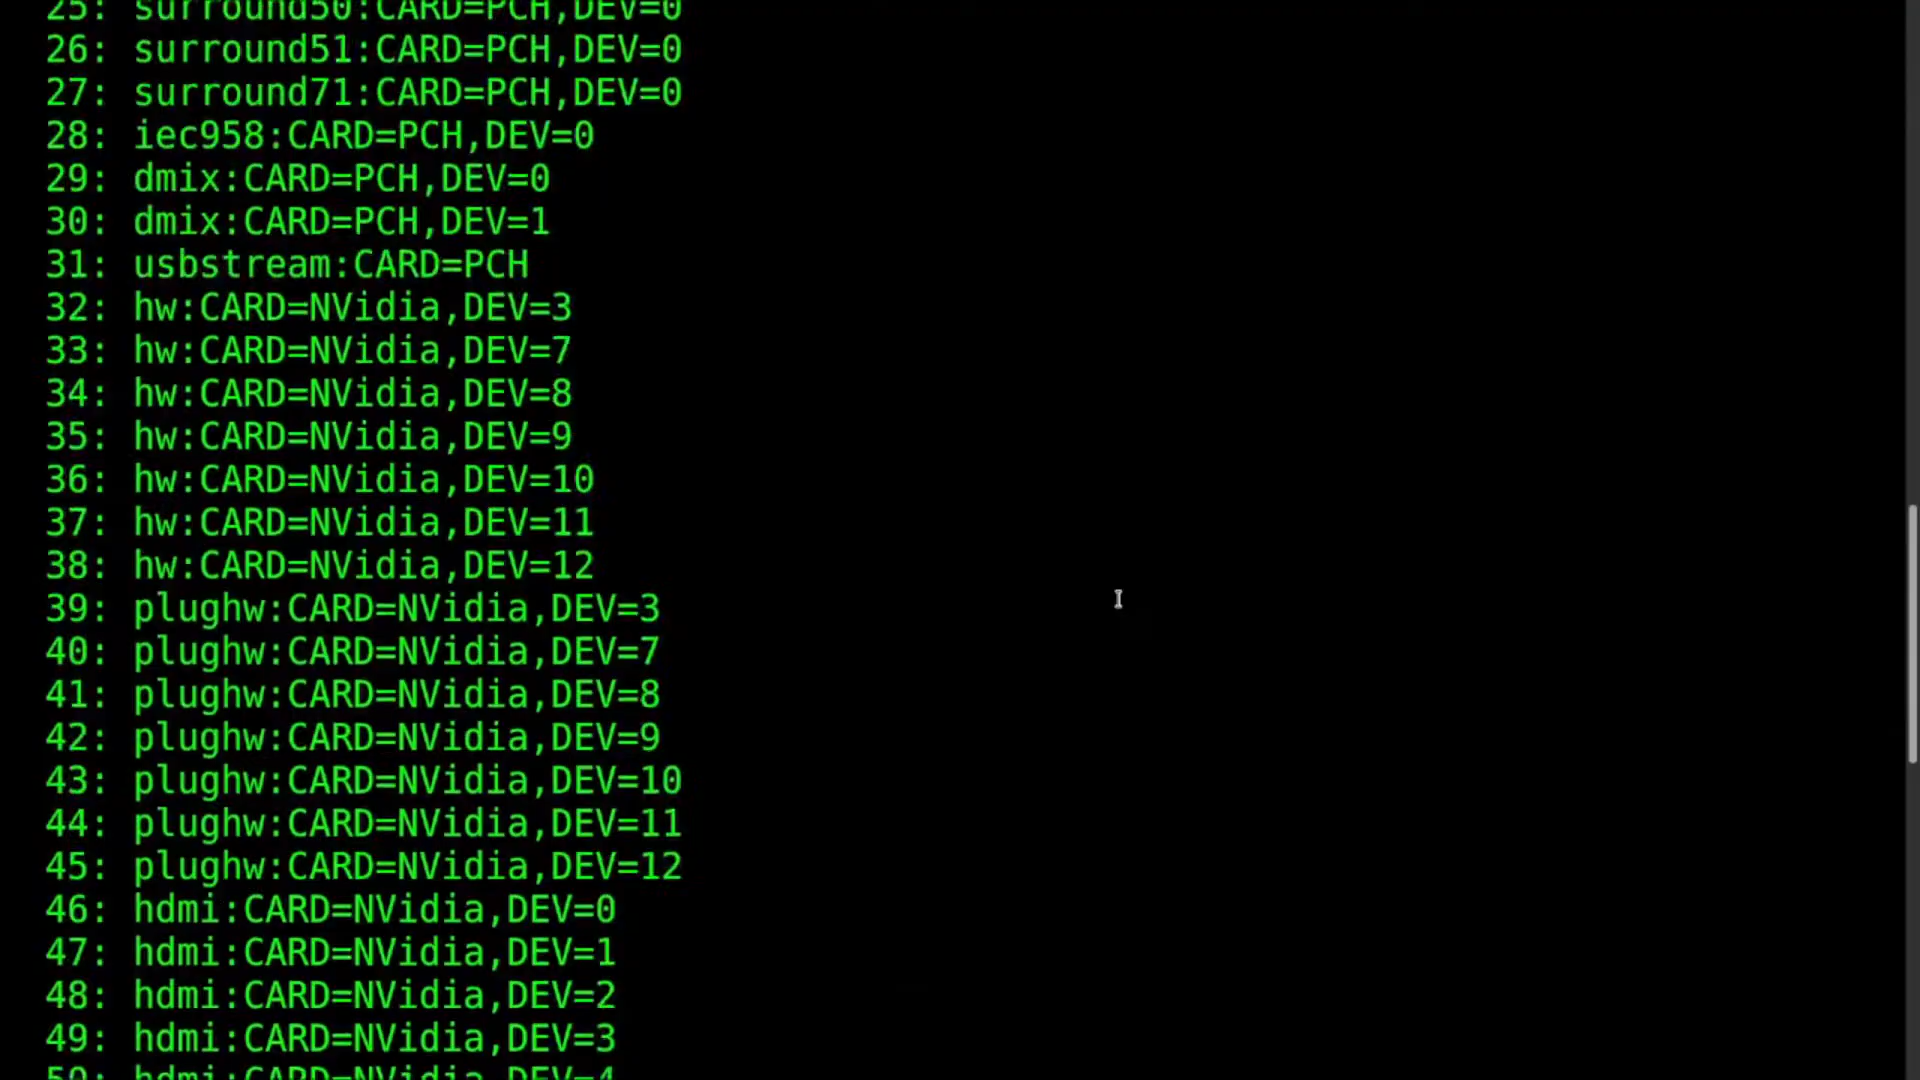 25: surround50:CARD=PCH,DEV=0
26: surround51:CARD=PCH,DEV=0
27: surround71:CARD=PCH,DEV=0
28: iec958:CARD=PCH,DEV=0
29: dmix:CARD=PCH,DEV=0
30: dmix:CARD=PCH,DEV=1
31: usbstream:CARD=PCH
32: hw:CARD=NVidia,DEV=3
33: hw:CARD=NVidia,DEV=7
34: hw:CARD=NVidia,DEV=8
35: hw:CARD=NVidia,DEV=9
36: hw:CARD=NVidia,DEV=10
37: hw:CARD=NVidia,DEV=11
38: hw:CARD=NVidia,DEV=12
39: plughw:CARD=NVidia,DEV=3
40: plughw:CARD=NVidia,DEV=7
41: plughw:CARD=NVidia,DEV=8
42: plughw:CARD=NVidia,DEV=9
43: plughw:CARD=NVidia,DEV=10
44: plughw:CARD=NVidia,DEV=11
45: plughw:CARD=NVidia,DEV=12
46: hdmi:CARD=NVidia,DEV=0
47: hdmi:CARD=NVidia,DEV=1
48: hdmi:CARD=NVidia,DEV=2
49: hdmi:CARD=NVidia,DEV=3
50: hdmi:CARD=NVidia,DEV=4